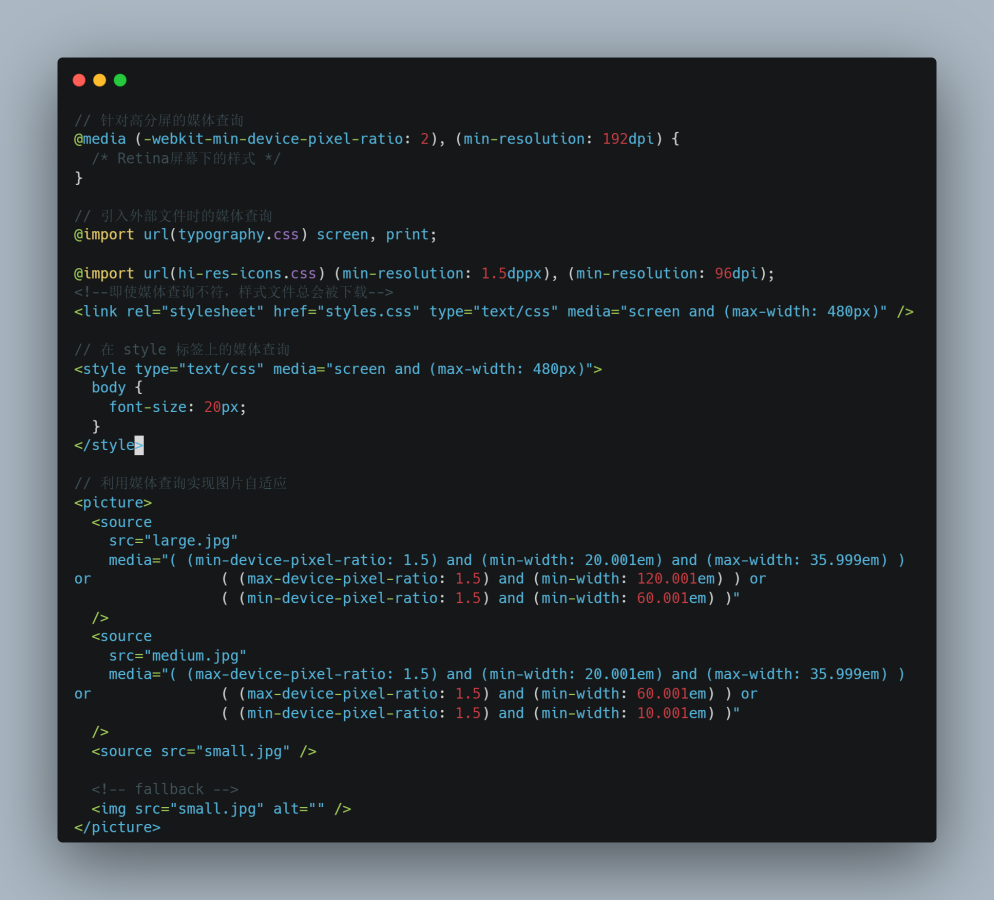 // 针对高分屏的媒体查询
@media (-webkit-min-device-pixel-ratio: 2), (min-resolution: 192dpi) {
  /* Retina屏幕下的样式 */
}

// 引入外部文件时的媒体查询
@import url(typography.css) screen, print;

@import url(hi-res-icons.css) (min-resolution: 1.5dppx), (min-resolution: 96dpi);
<!--即使媒体查询不符，样式文件总会被下载-->
<link rel="stylesheet" href="styles.css" type="text/css" media="screen and (max-width: 480px)" />

// 在 style 标签上的媒体查询
<style type="text/css" media="screen and (max-width: 480px)">
  body {
    font-size: 20px;
  }
</style>

// 利用媒体查询实现图片自适应
<picture>
  <source
    src="large.jpg"
    media="( (min-device-pixel-ratio: 1.5) and (min-width: 20.001em) and (max-width: 35.999em) )
or               ( (max-device-pixel-ratio: 1.5) and (min-width: 120.001em) ) or
                 ( (min-device-pixel-ratio: 1.5) and (min-width: 60.001em) )"
  />
  <source
    src="medium.jpg"
    media="( (max-device-pixel-ratio: 1.5) and (min-width: 20.001em) and (max-width: 35.999em) )
or               ( (max-device-pixel-ratio: 1.5) and (min-width: 60.001em) ) or
                 ( (min-device-pixel-ratio: 1.5) and (min-width: 10.001em) )"
  />
  <source src="small.jpg" />

  <!-- fallback -->
  <img src="small.jpg" alt="" />
</picture>